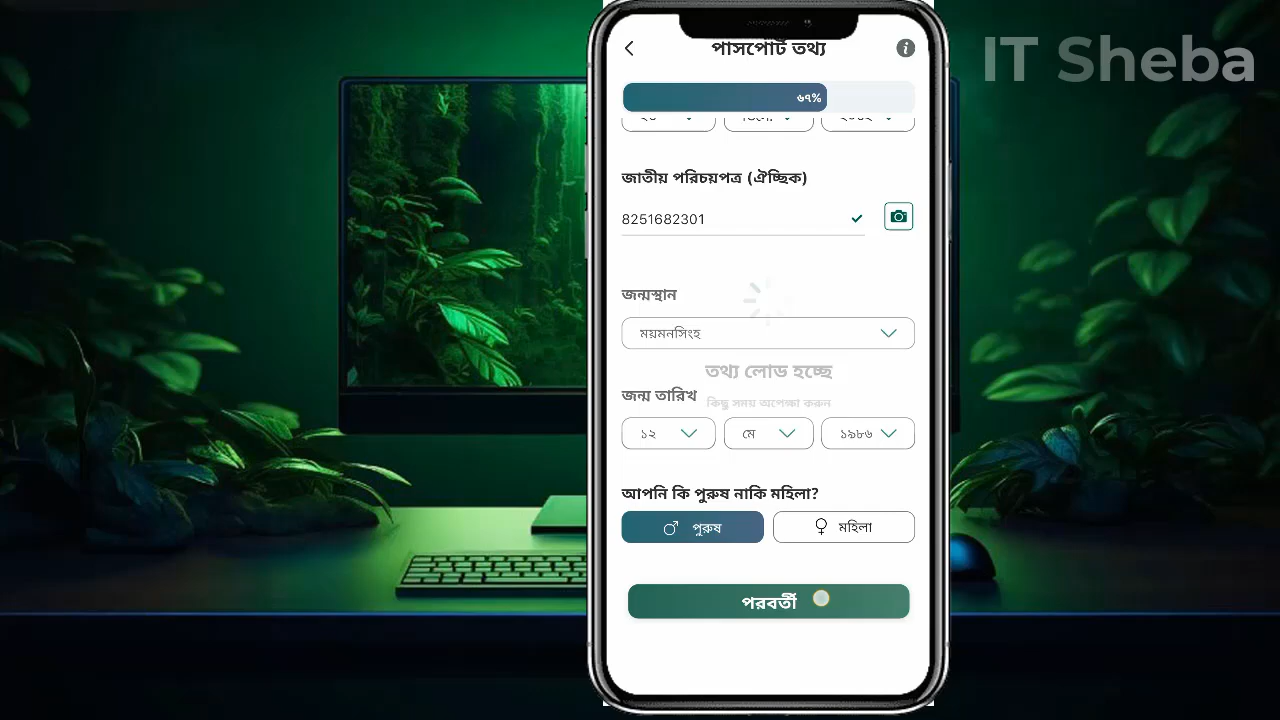 IT Sheba
পাসপোর্ট তথ্য
৬৭%
জাতীয় পরিচয়পত্র (ঐচ্ছিক)
8251682301
জন্মস্থান
ময়মনসিংহ
তথ্য লোড হচ্ছে
জন্ম তারিখ
কিছু সময় অপেক্ষা করুন
১২ মে ১৯৮৬
আপনি কি পুরুষ নাকি মহিলা?
পুরুষ মহিলা
পরবর্তী